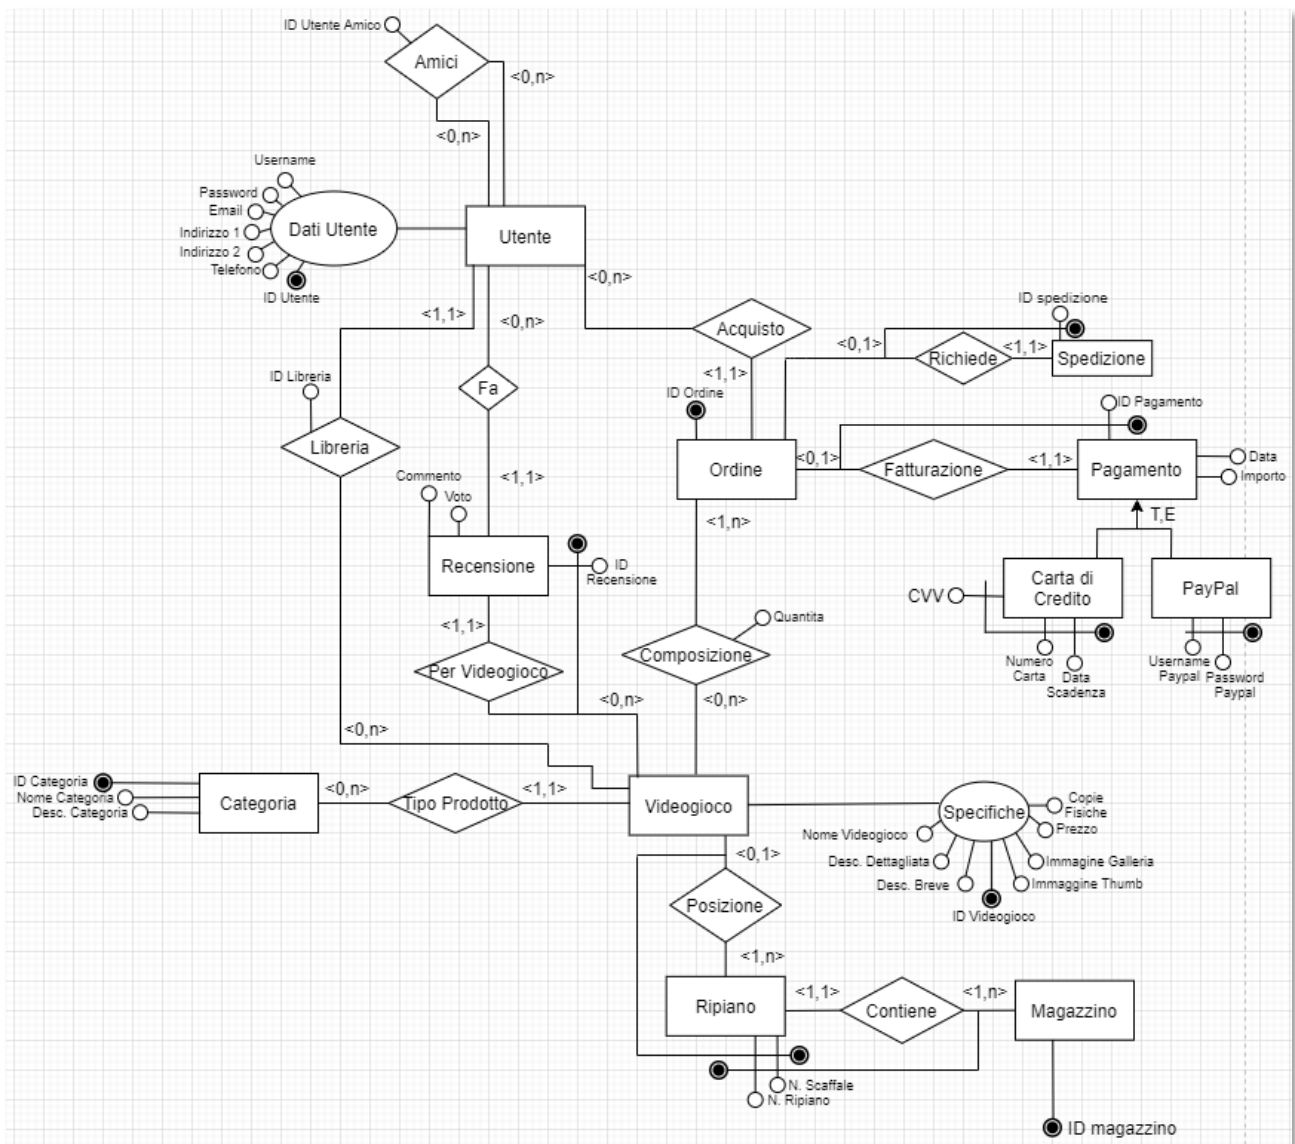 ID Utente Amico
Amici
<0,n>
<0,n>
Username
Password
Email
Indirizzo 1
Indirizzo 2
Telefono
ID Utente
Dati Utente
Utente
<1,1>
<0,n>
<0,n>
Acquisto
ID spedizione
<0,1>
Richiede
<1,1>
Spedizione
ID Libreria
Fa
<1,1>
ID Ordine
ID Pagamento
Libreria
Ordine
<0,1>
Fatturazione
<1,1>
Pagamento
Data
Importo
Commento
Voto
<1,1>
<1,n>
T,E
Recensione
ID
Recensione
Carta di
Credito
PayPal
CVV
Numero
Carta
Data
Scadenza
Username
Paypal
Password
Paypal
<1,1>
Quantita
Per Videogioco
Composizione
<0,n>
<0,n>
<0,n>
ID Categoria
Nome Categoria
Desc. Categoria
Categoria
<0,n>
Tipo Prodotto
<1,1>
Videogioco
Specifiche
Copie
Fisiche
Prezzo
Nome Videogioco
Desc. Dettagliata
Immagine Galleria
Desc. Breve
Immaggine Thumb
ID Videogioco
<0,1>
Posizione
<1,n>
Ripiano
<1,1>
Contiene
<1,n>
Magazzino
N. Scaffale
N. Ripiano
ID magazzino